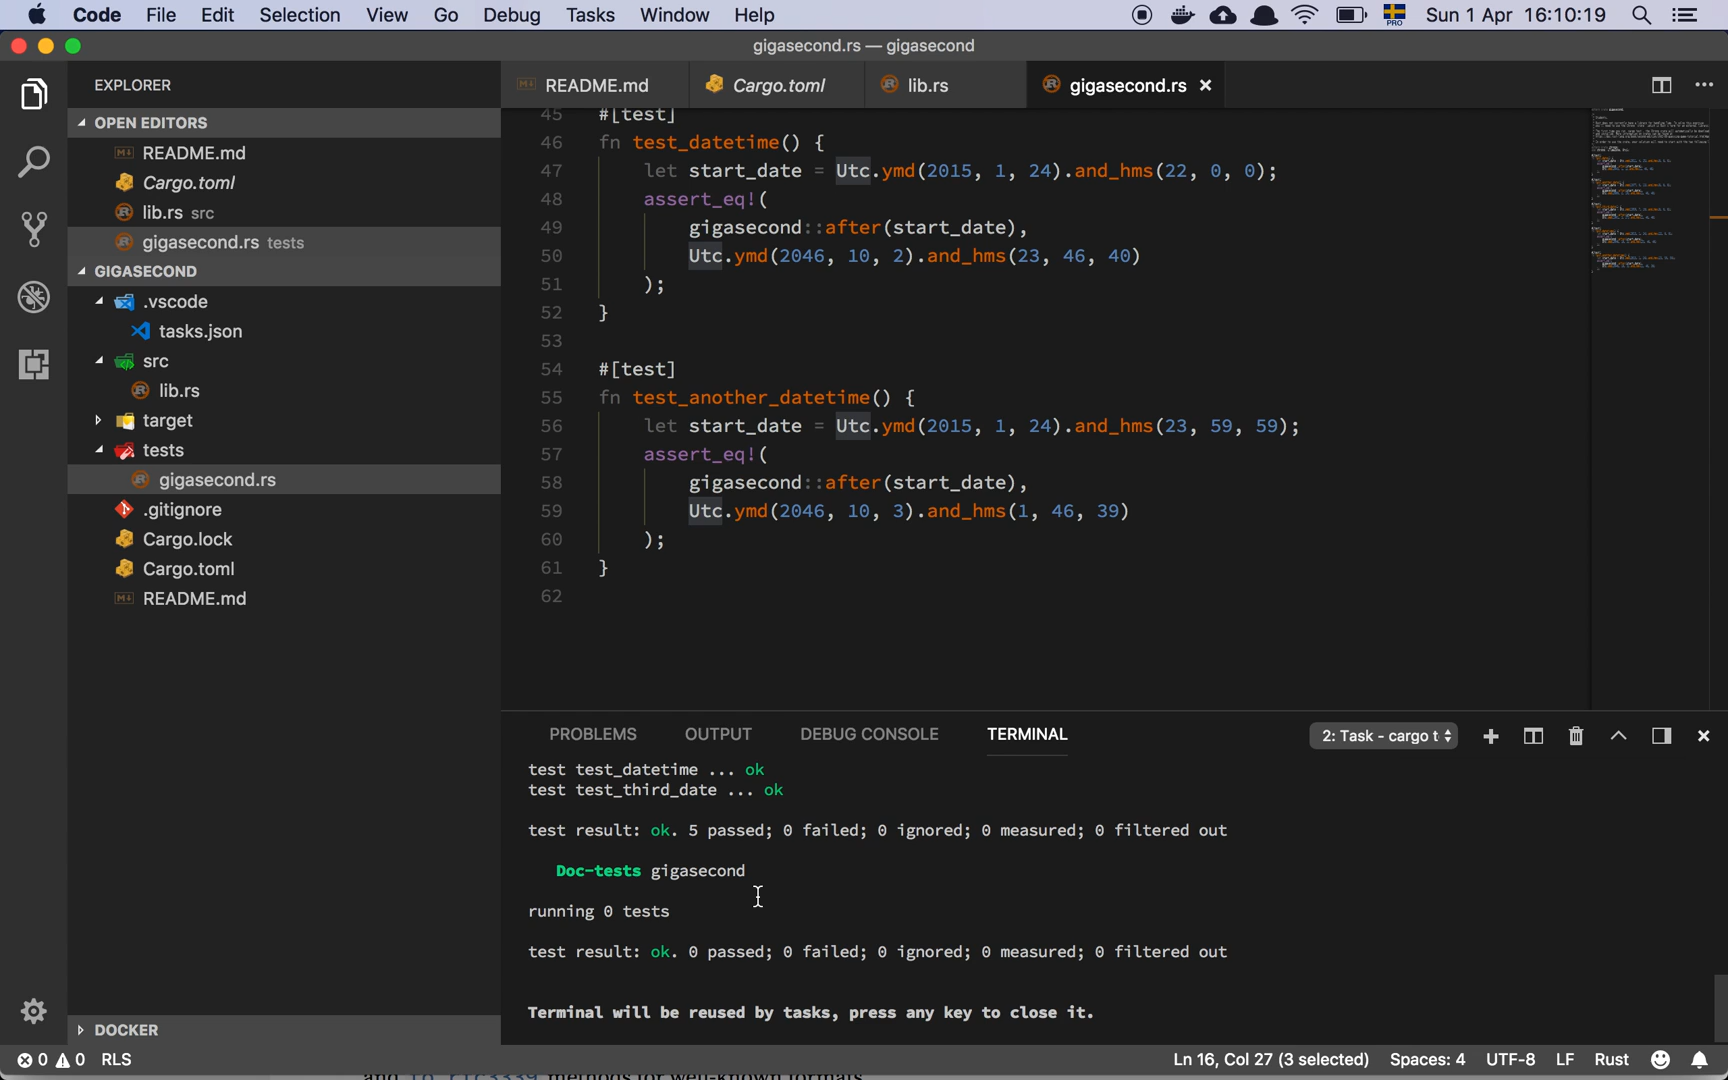 Code File Edit Selection View Go Debug Tasks Window Help PRO Sun 1 Apr 16:10:19
gigasecond.rs — gigasecond
EXPLORER
OPEN EDITORS
README.md
Cargo.toml
lib.rs src
gigasecond.rs tests
GIGASECOND
.vscode
tasks.json
src
lib.rs
target
tests
gigasecond.rs
.gitignore
Cargo.lock
Cargo.toml
README.md
DOCKER
README.md Cargo.toml lib.rs gigasecond.rs
45 #[test]
46 fn test_datetime() {
47 let start_date = Utc.ymd(2015, 1, 24).and_hms(22, 0, 0);
48 assert_eq!(
49 gigasecond::after(start_date),
50 Utc.ymd(2046, 10, 2).and_hms(23, 46, 40)
51 );
52 }
53
54 #[test]
55 fn test_another_datetime() {
56 let start_date = Utc.ymd(2015, 1, 24).and_hms(23, 59, 59);
57 assert_eq!(
58 gigasecond::after(start_date),
59 Utc.ymd(2046, 10, 3).and_hms(1, 46, 39)
60 );
61 }
62
PROBLEMS OUTPUT DEBUG CONSOLE TERMINAL 2: Task - cargo t
test test_datetime ... ok
test test_third_date ... ok
test result: ok. 5 passed; 0 failed; 0 ignored; 0 measured; 0 filtered out
Doc-tests gigasecond
running 0 tests
test result: ok. 0 passed; 0 failed; 0 ignored; 0 measured; 0 filtered out
Terminal will be reused by tasks, press any key to close it.
0 0 RLS Ln 16, Col 27 (3 selected) Spaces: 4 UTF-8 LF Rust